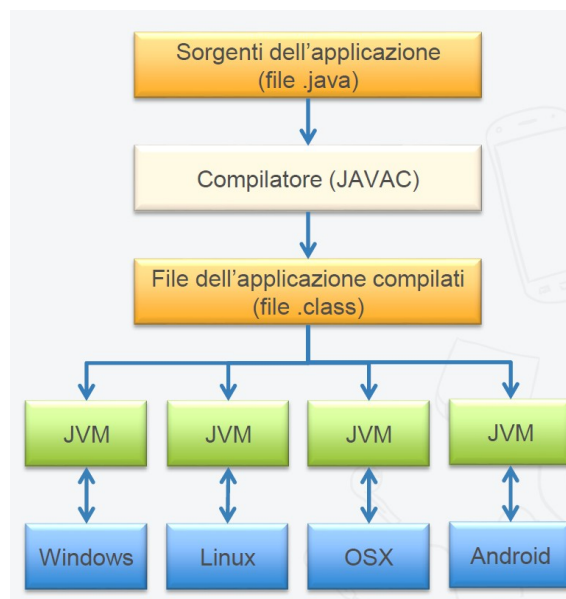 Sorgenti dell'applicazione
(file .java)
Compilatore (JAVAC)
File dell'applicazione compilati
(file .class)
JVM JVM JVM JVM
Windows Linux OSX Android